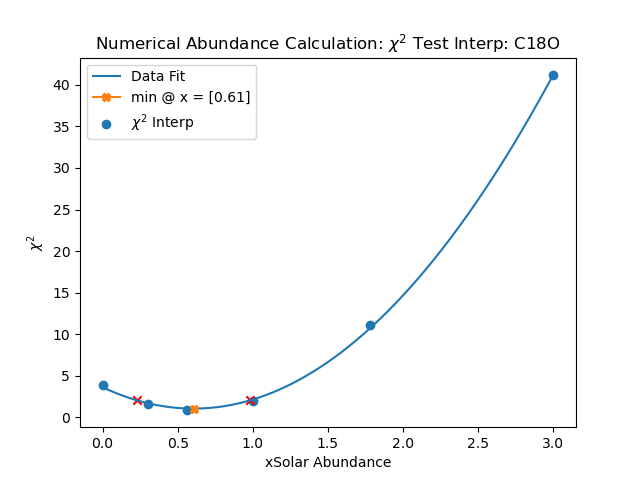 Numerical Abundance Calculation: χ² Test Interp: C18O
Data Fit
min @ x = [0.61]
χ² Interp
40
35
30
25
20
15
10
5
0
χ²
0.0 0.5 1.0 1.5 2.0 2.5 3.0
xSolar Abundance